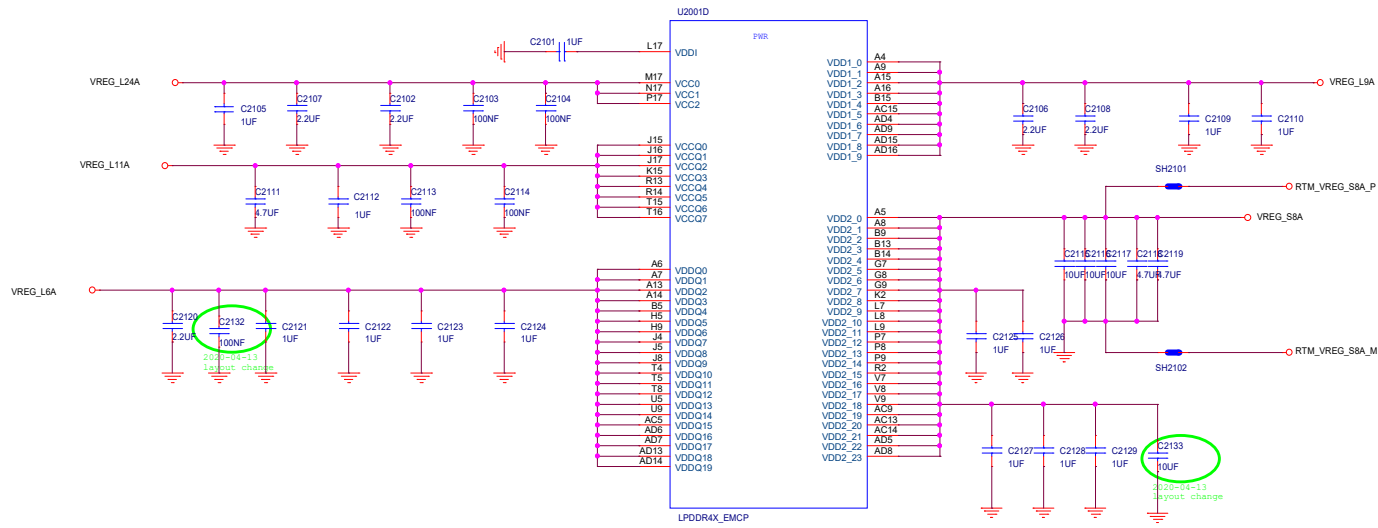 U2001D
PWR
C2101 1UF
L17 VDDI
VREG_L24A
M17 VCC0
N17 VCC1
P17 VCC2
C2105 1UF
C2107 2.2UF
C2102 2.2UF
C2103 100NF
C2104 100NF
VREG_L11A
J15 VCCQ0
J16 VCCQ1
J17 VCCQ2
K15 VCCQ3
R13 VCCQ4
R14 VCCQ5
T15 VCCQ6
T16 VCCQ7
C2111 4.7UF
C2112 1UF
C2113 100NF
C2114 100NF
VREG_L6A
A6 VDDQ0
A7 VDDQ1
A13 VDDQ2
A14 VDDQ3
B5 VDDQ4
H5 VDDQ5
H9 VDDQ6
J4 VDDQ7
J5 VDDQ8
J8 VDDQ9
T4 VDDQ10
T5 VDDQ11
T8 VDDQ12
U5 VDDQ13
U9 VDDQ14
AC5 VDDQ15
AD6 VDDQ16
AD7 VDDQ17
AD13 VDDQ18
AD14 VDDQ19
C2120 2.2UF
C2132 100NF
2020-04-13
layout change
C2121 1UF
C2122 1UF
C2123 1UF
C2124 1UF
VDD1_0 A4
VDD1_1 A9
VDD1_2 A15
VDD1_3 A16
VDD1_4 B15
VDD1_5 AC15
VDD1_6 AD4
VDD1_7 AD9
VDD1_8 AD15
VDD1_9 AD16
VREG_L9A
C2106 2.2UF
C2108 2.2UF
C2109 1UF
C2110 1UF
SH2101
RTM_VREG_S8A_P
VDD2_0 A5
VDD2_1 A8
VDD2_2 B9
VDD2_3 B13
VDD2_4 B14
VDD2_5 G7
VDD2_6 G8
VDD2_7 G9
VDD2_8 K2
VDD2_9 L7
VDD2_10 L8
VDD2_11 L9
VDD2_12 P7
VDD2_13 P8
VDD2_14 P9
VDD2_15 R2
VDD2_16 V7
VDD2_17 V8
VDD2_18 V9
VDD2_19 AC9
VDD2_20 AC13
VDD2_21 AC14
VDD2_22 AD5
VDD2_23 AD8
VREG_S8A
C2115 10UF
C2116 10UF
C2117 10UF
C2118 4.7UF
C2119 4.7UF
C2125 1UF
C2126 1UF
RTM_VREG_S8A_M
SH2102
C2127 1UF
C2128 1UF
C2129 1UF
C2133 10UF
2020-04-13
layout change
LPDDR4X_EMCP